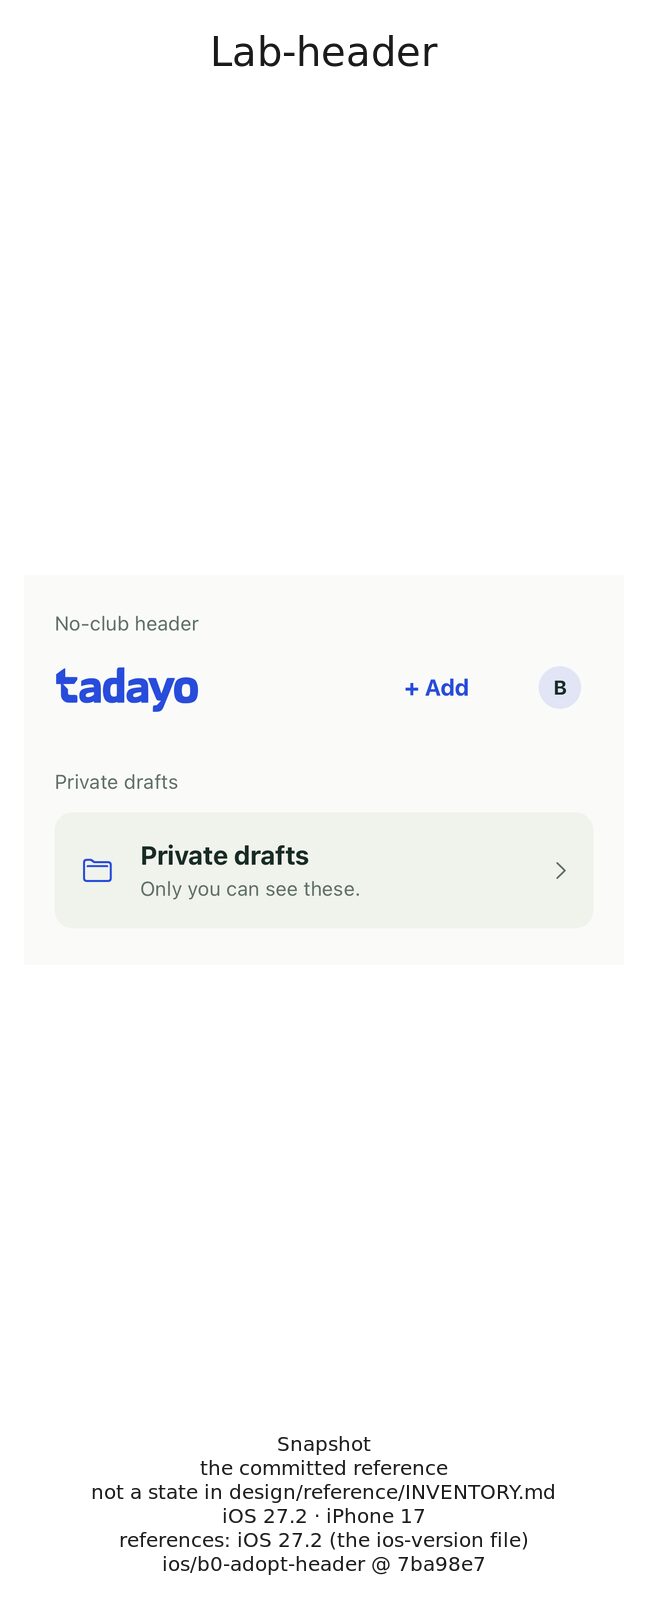 Lab-header
No-club header
tadayo
+ Add
B
Private drafts
Private drafts
Only you can see these.
Snapshot
the committed reference
not a state in design/reference/INVENTORY.md
iOS 27.2 · iPhone 17
references: iOS 27.2 (the ios-version file)
ios/b0-adopt-header @ 7ba98e7